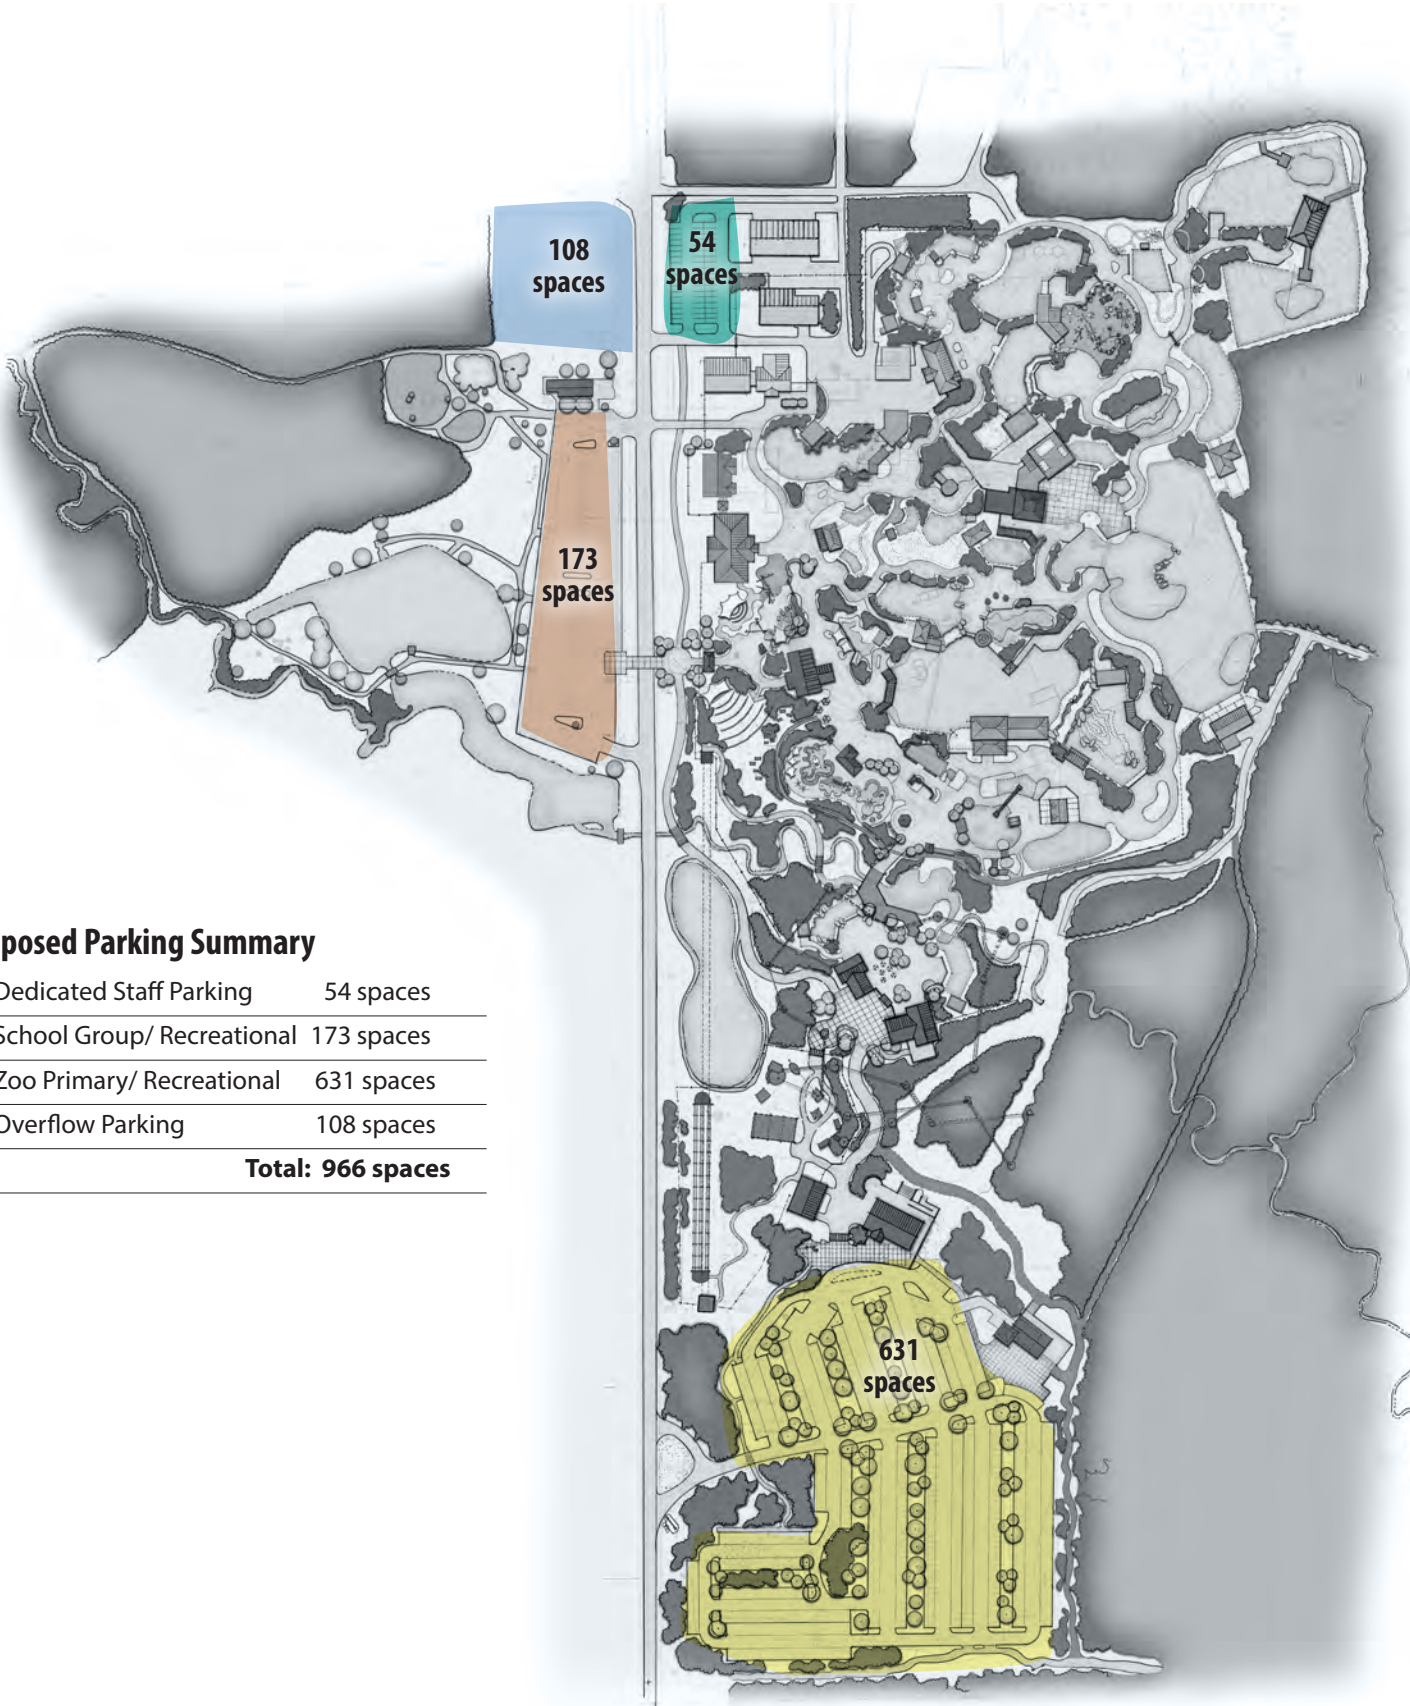 108
spaces
54
spaces
173
spaces
posed Parking Summary
Dedicated Staff Parking 54 spaces
School Group/ Recreational 173 spaces
Zoo Primary/ Recreational 631 spaces
Overflow Parking 108 spaces
Total: 966 spaces
631
spaces